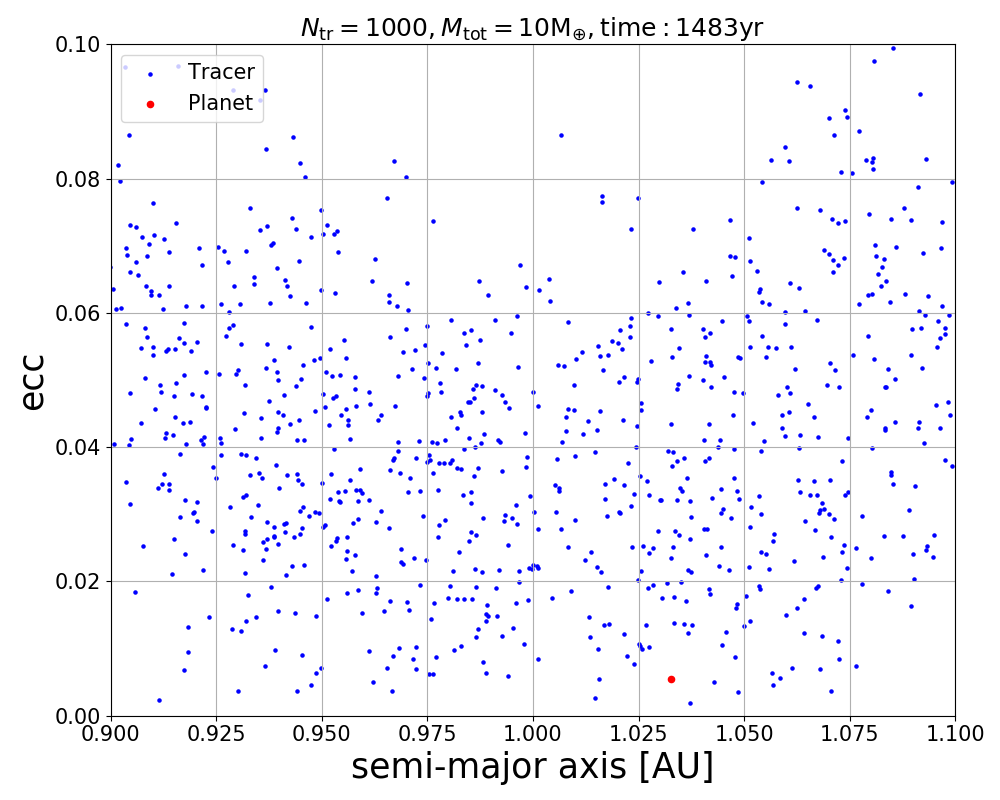 N_tr = 1000, M_tot = 10M_⊕, time : 1483yr
Tracer
Planet
0.10
0.08
0.06
0.04
0.02
0.00
ecc
0.900 0.925 0.950 0.975 1.000 1.025 1.050 1.075 1.100
semi-major axis [AU]